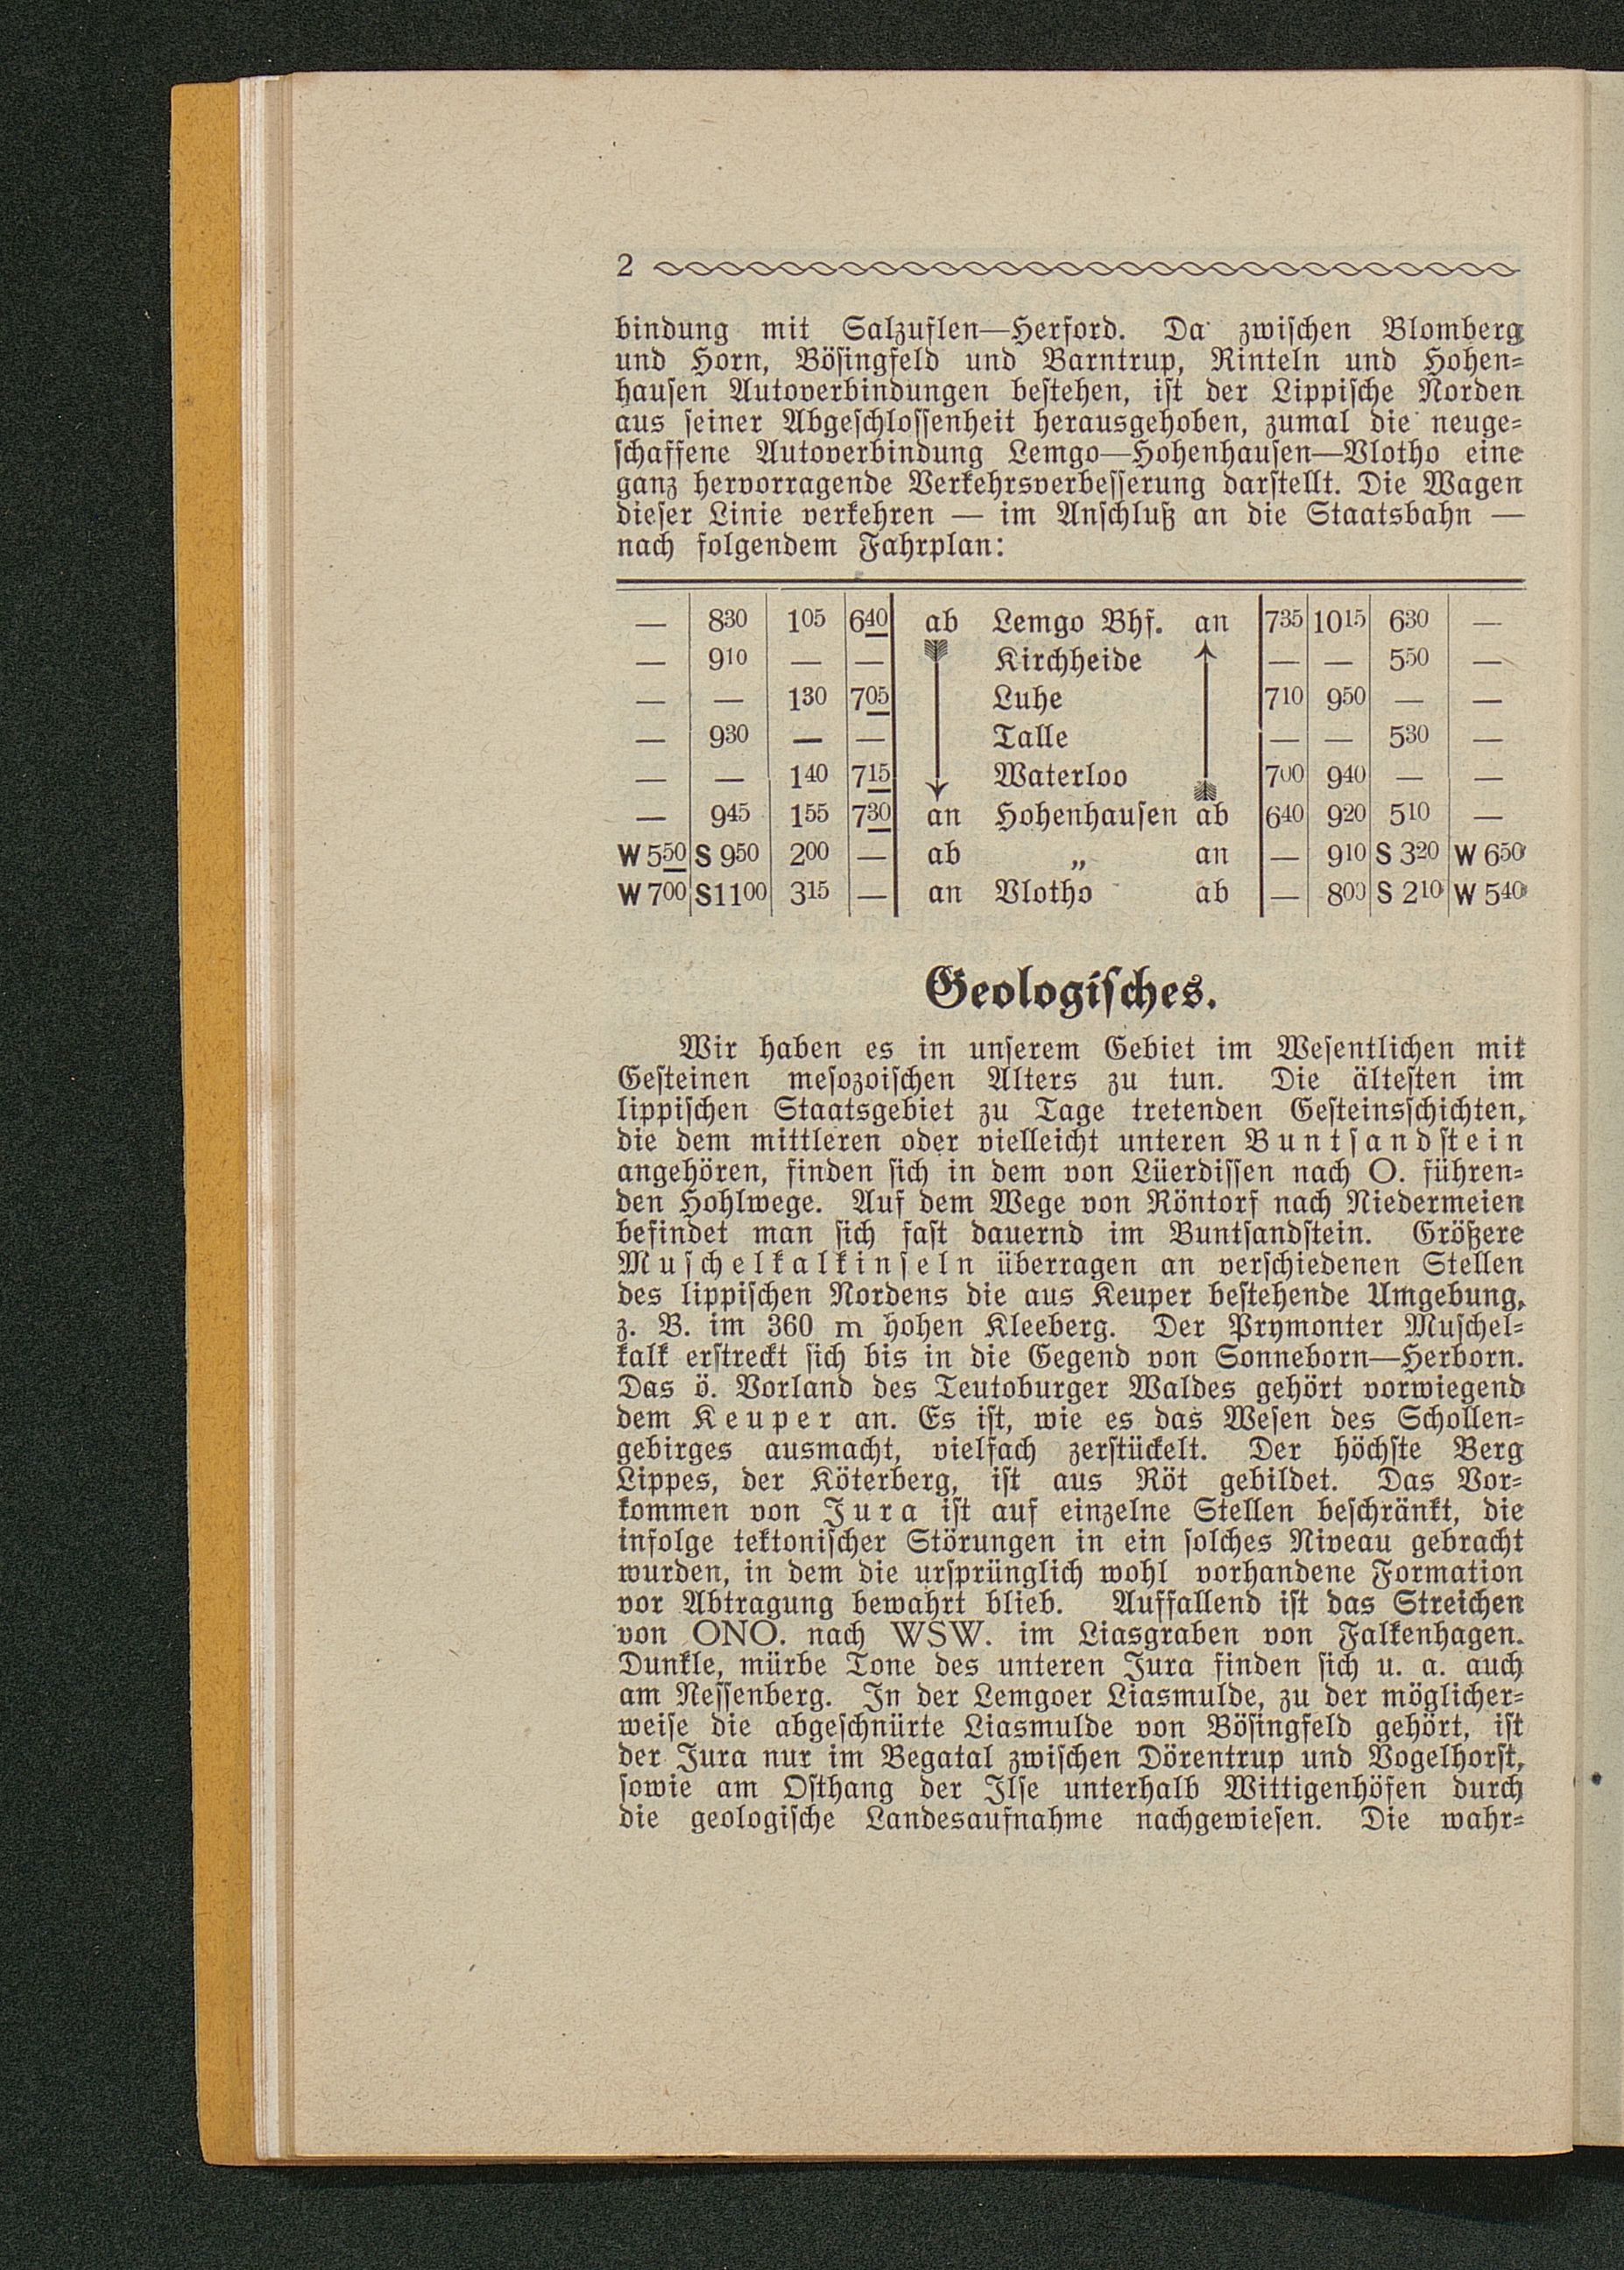 2
bindung mit Salzuflen—Herford. Da zwischen Blomberg
und Horn, Bösingfeld und Barntrup, Rinteln und Hohen-
hausen Autoverbindungen bestehen, ist der Lippische Norden
aus seiner Abgeschlossenheit herausgehoben, zumal die neuge-
schaffene Autoverbindung Lemgo—Hohenhausen—Vlotho eine
ganz hervorragende Verkehrsverbesserung darstellt. Die Wagen
dieser Linie verkehren — im Anschluß an die Staatsbahn —
nach folgendem Fahrplan:
— 830 105 640 ab Lemgo Bhf. an 735 1015 630 —
— 910 — — Kirchheide — — 550 —
— — 130 705 Luhe 710 950 — —
— 930 — — Talle — — 530 —
— — 140 715 Waterloo 700 940 — —
— 945 155 730 an Hohenhausen ab 640 920 510 —
W 550 S 950 200 — ab „ an — 910 S 320 W 650
W 700 S 1100 315 — an Vlotho ab — 800 S 210 W 540
Geologisches.
Wir haben es in unserem Gebiet im Wesentlichen mit
Gesteinen mesozoischen Alters zu tun. Die ältesten im
lippischen Staatsgebiet zu Tage tretenden Gesteinsschichten,
die dem mittleren oder vielleicht unteren Buntsandstein
angehören, finden sich in dem von Lüerdissen nach O. führen-
den Hohlwege. Auf dem Wege von Röntorf nach Niedermeien
befindet man sich fast dauernd im Buntsandstein. Größere
Muschelkalkinseln überragen an verschiedenen Stellen
des lippischen Nordens die aus Keuper bestehende Umgebung,
z. B. im 360 m hohen Kleeberg. Der Prymonter Muschel-
kalk erstreckt sich bis in die Gegend von Sonneborn—Herborn.
Das ö. Vorland des Teutoburger Waldes gehört vorwiegend
dem Keuper an. Es ist, wie es das Wesen des Schollen-
gebirges ausmacht, vielfach zerstückelt. Der höchste Berg
Lippes, der Köterberg, ist aus Röt gebildet. Das Vor-
kommen von Jura ist auf einzelne Stellen beschränkt, die
infolge tektonischer Störungen in ein solches Niveau gebracht
wurden, in dem die ursprünglich wohl vorhandene Formation
vor Abtragung bewahrt blieb. Auffallend ist das Streichen
von ONO. nach WSW. im Liasgraben von Falkenhagen.
Dunkle, mürbe Tone des unteren Jura finden sich u. a. auch
am Nessenberg. In der Lemgoer Liasmulde, zu der möglicher-
weise die abgeschnürte Liasmulde von Bösingfeld gehört, ist
der Jura nur im Begatal zwischen Dörentrup und Vogelhorst,
sowie am Osthang der Ilse unterhalb Wittigenhöfen durch
die geologische Landesaufnahme nachgewiesen. Die wahr-